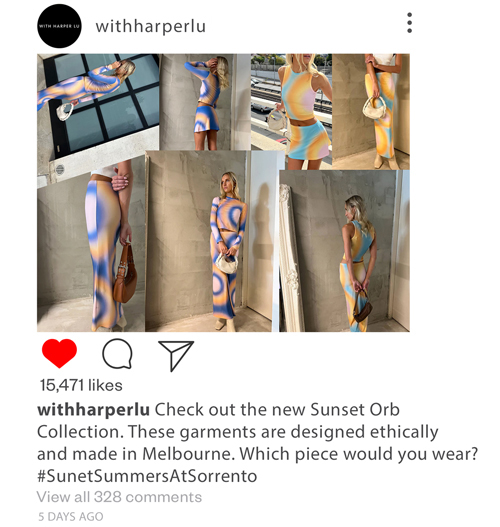 WITH HARPER LU
withharperlu
15,471 likes
withharperlu Check out the new Sunset Orb
Collection. These garments are designed ethically
and made in Melbourne. Which piece would you wear?
#SunetSummersAtSorrento
View all 328 comments
5 DAYS AGO